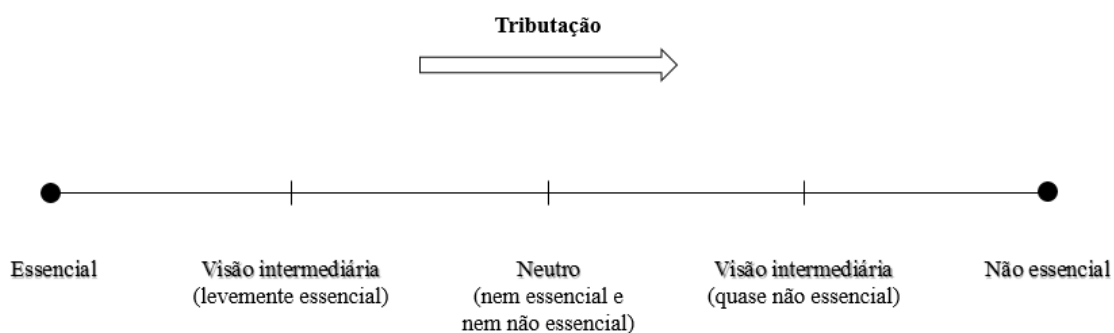 Tributação
Essencial
Visão intermediária
(levemente essencial)
Neutro
(nem essencial e
nem não essencial)
Visão intermediária
(quase não essencial)
Não essencial